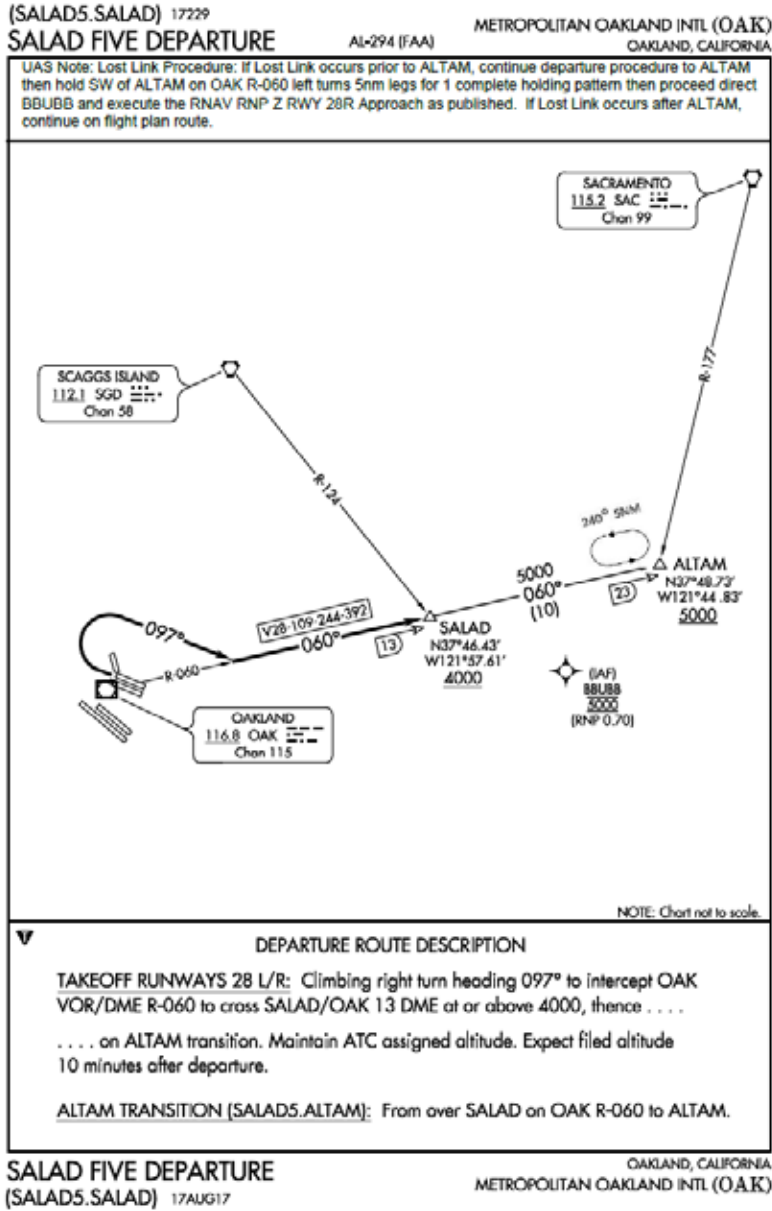 (SALAD5.SALAD) 17229
SALAD FIVE DEPARTURE
AL-294 (FAA)
METROPOLITAN OAKLAND INTL (OAK)
OAKLAND, CALIFORNIA
UAS Note: Lost Link Procedure: If Lost Link occurs prior to ALTAM, continue departure procedure to ALTAM
then hold SW of ALTAM on OAK R-060 left turns 5nm legs for 1 complete holding pattern then proceed direct
BBUBB and execute the RNAV RNP Z RWY 28R Approach as published. If Lost Link occurs after ALTAM,
continue on flight plan route.
SACRAMENTO
115.2 SAC
Chan 99
R-177
SCAGGS ISLAND
112.1 SGD
Chan 58
R-124
240° 5NM
ALTAM
N37°48.73'
W121°44.83'
5000
5000
060°
(10)
23
V28-109-244-392
060°
13
SALAD
N37°46.43'
W121°57.61'
4000
097°
R-060
(IAF)
BBUBB
5000
(RNP 0.70)
OAKLAND
116.8 OAK
Chan 115
NOTE: Chart not to scale.
T
DEPARTURE ROUTE DESCRIPTION
TAKEOFF RUNWAYS 28 L/R: Climbing right turn heading 097° to intercept OAK
VOR/DME R-060 to cross SALAD/OAK 13 DME at or above 4000, thence . . . .
. . . . on ALTAM transition. Maintain ATC assigned altitude. Expect filed altitude
10 minutes after departure.
ALTAM TRANSITION (SALAD5.ALTAM): From over SALAD on OAK R-060 to ALTAM.
SALAD FIVE DEPARTURE
(SALAD5.SALAD) 17AUG17
OAKLAND, CALIFORNIA
METROPOLITAN OAKLAND INTL (OAK)